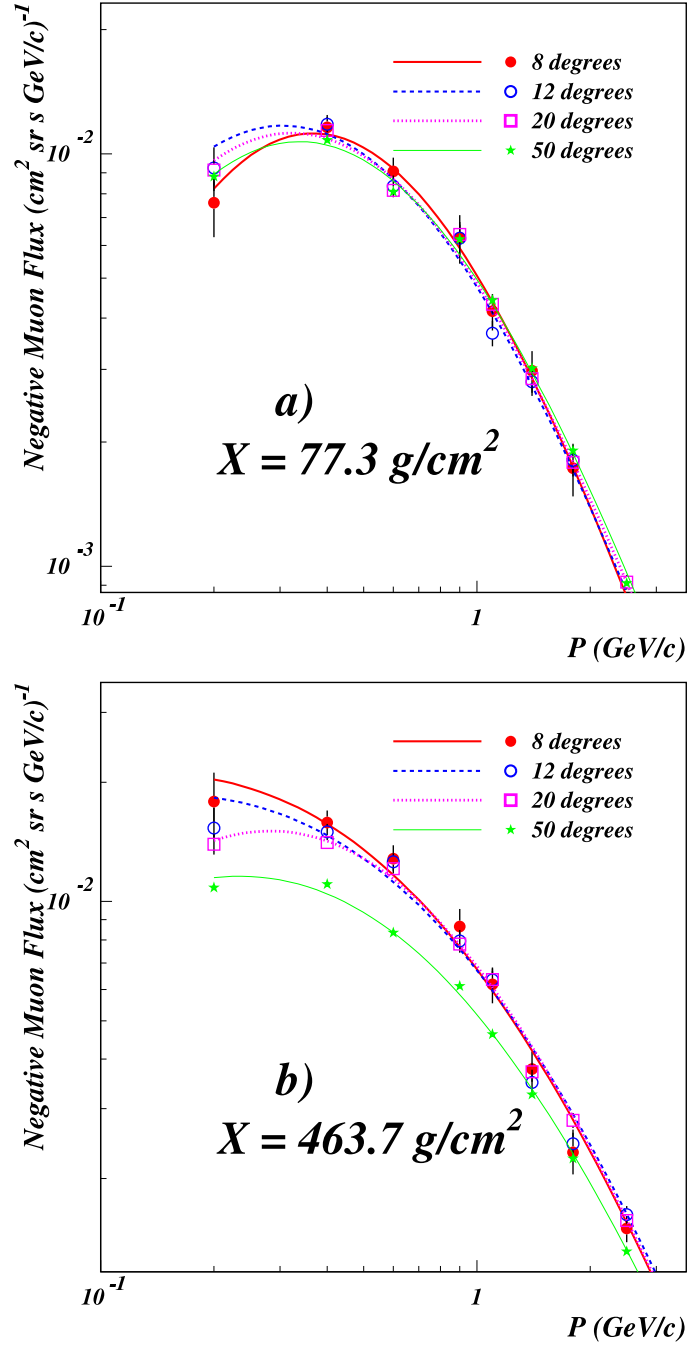 Negative Muon Flux (cm² sr s GeV/c)⁻¹
8 degrees
12 degrees
20 degrees
50 degrees
10⁻²
a)
X = 77.3 g/cm²
10⁻³
10⁻¹
1
P (GeV/c)
Negative Muon Flux (cm² sr s GeV/c)⁻¹
8 degrees
12 degrees
20 degrees
50 degrees
10⁻²
b)
X = 463.7 g/cm²
10⁻¹
1
P (GeV/c)